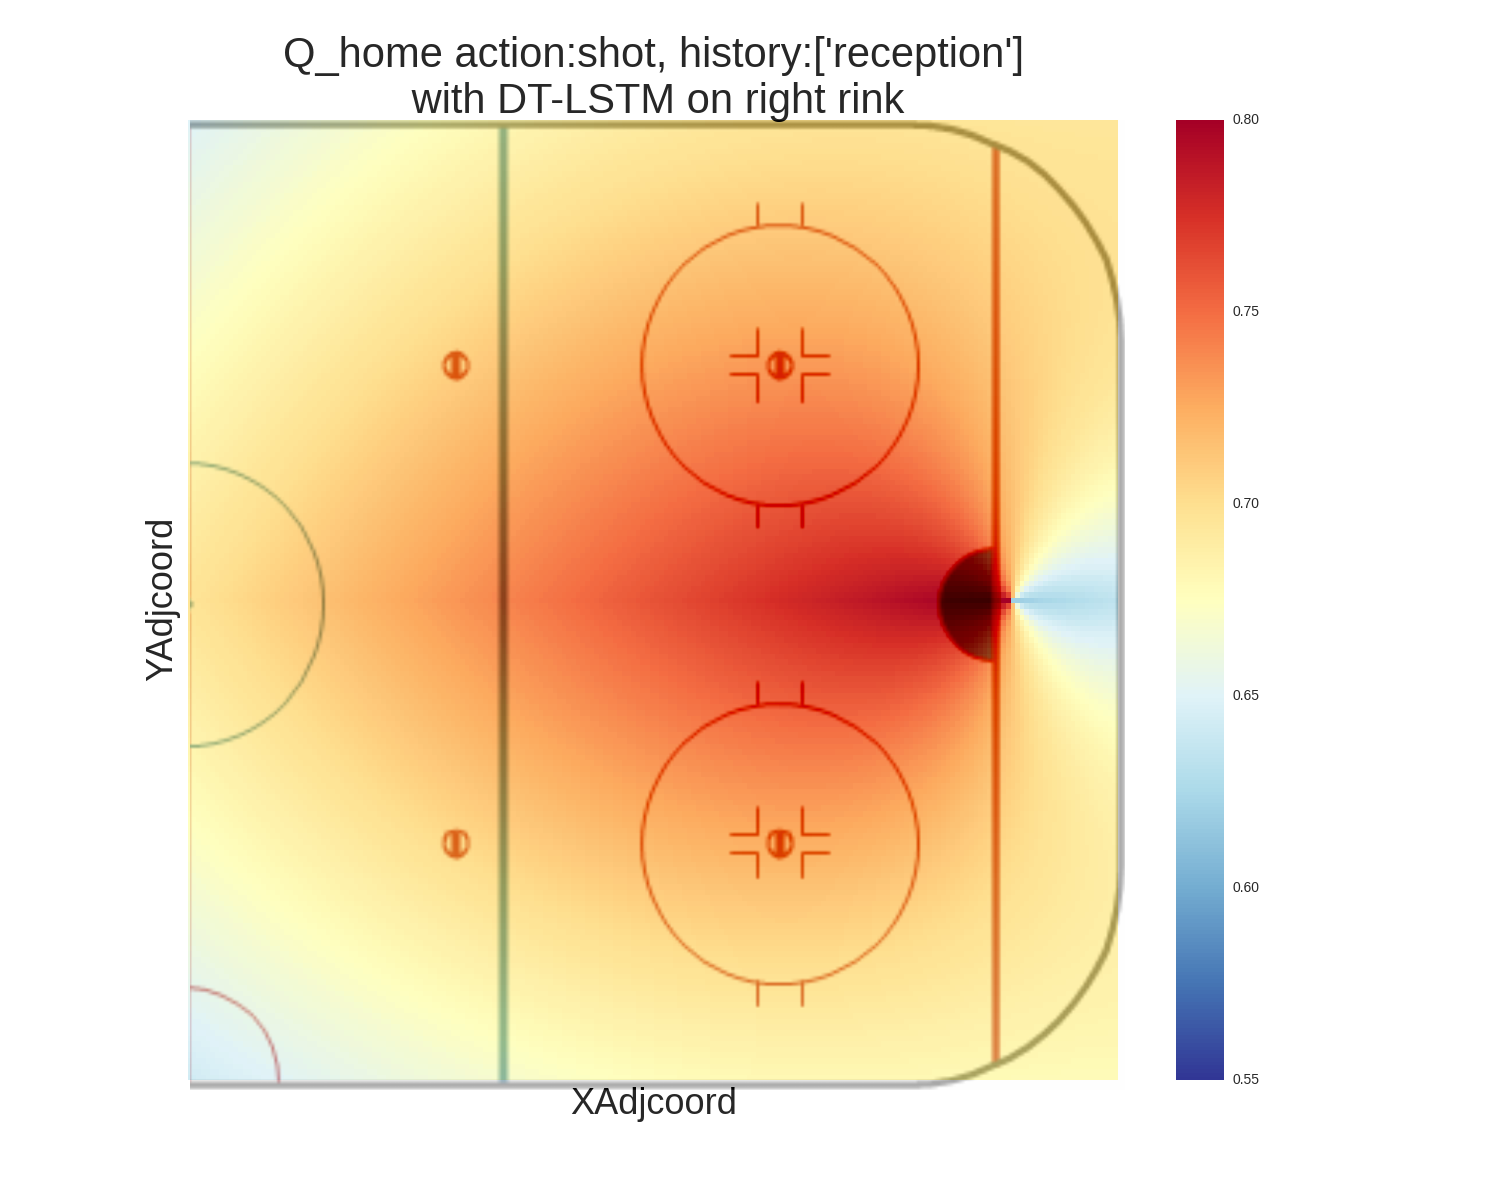 Q_home action:shot, history:['reception']
with DT-LSTM on right rink
YAdjcoord
XAdjcoord
0.80
0.75
0.70
0.65
0.60
0.55